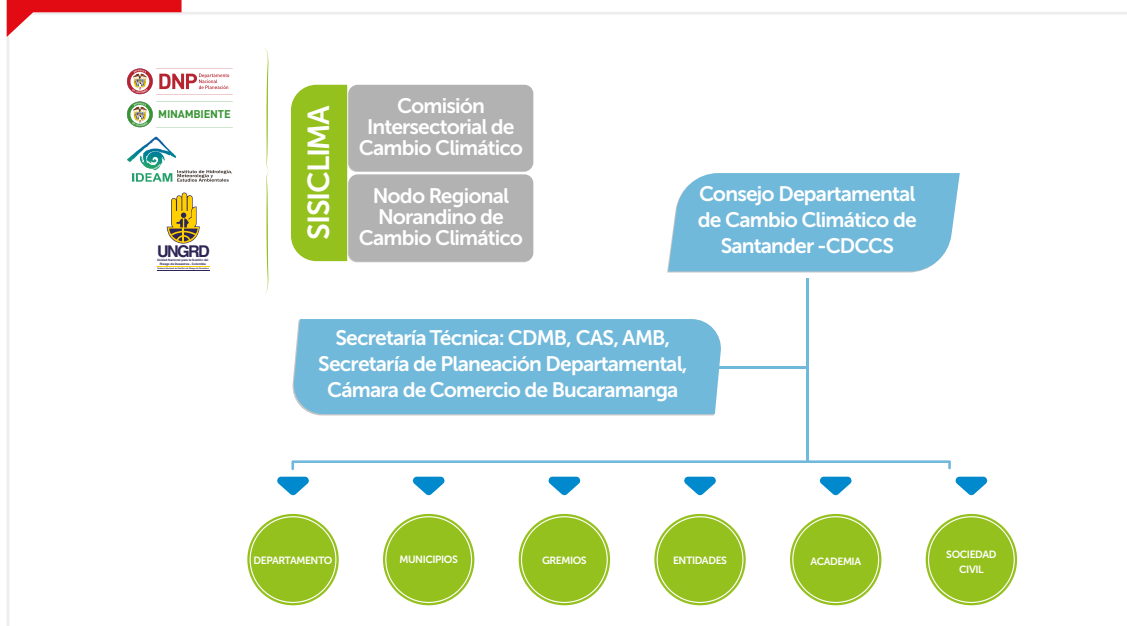 DNP
Departamento
Nacional
de Planeación
MINAMBIENTE
IDEAM
Instituto de Hidrología,
Meteorología y
Estudios Ambientales
UNGRD
SISICLIMA
Comisión
Intersectorial de
Cambio Climático
Nodo Regional
Norandino de
Cambio Climático
Consejo Departamental
de Cambio Climático de
Santander -CDCCS
Secretaría Técnica: CDMB, CAS, AMB,
Secretaría de Planeación Departamental,
Cámara de Comercio de Bucaramanga
DEPARTAMENTO
MUNICIPIOS
GREMIOS
ENTIDADES
ACADEMIA
SOCIEDAD
CIVIL